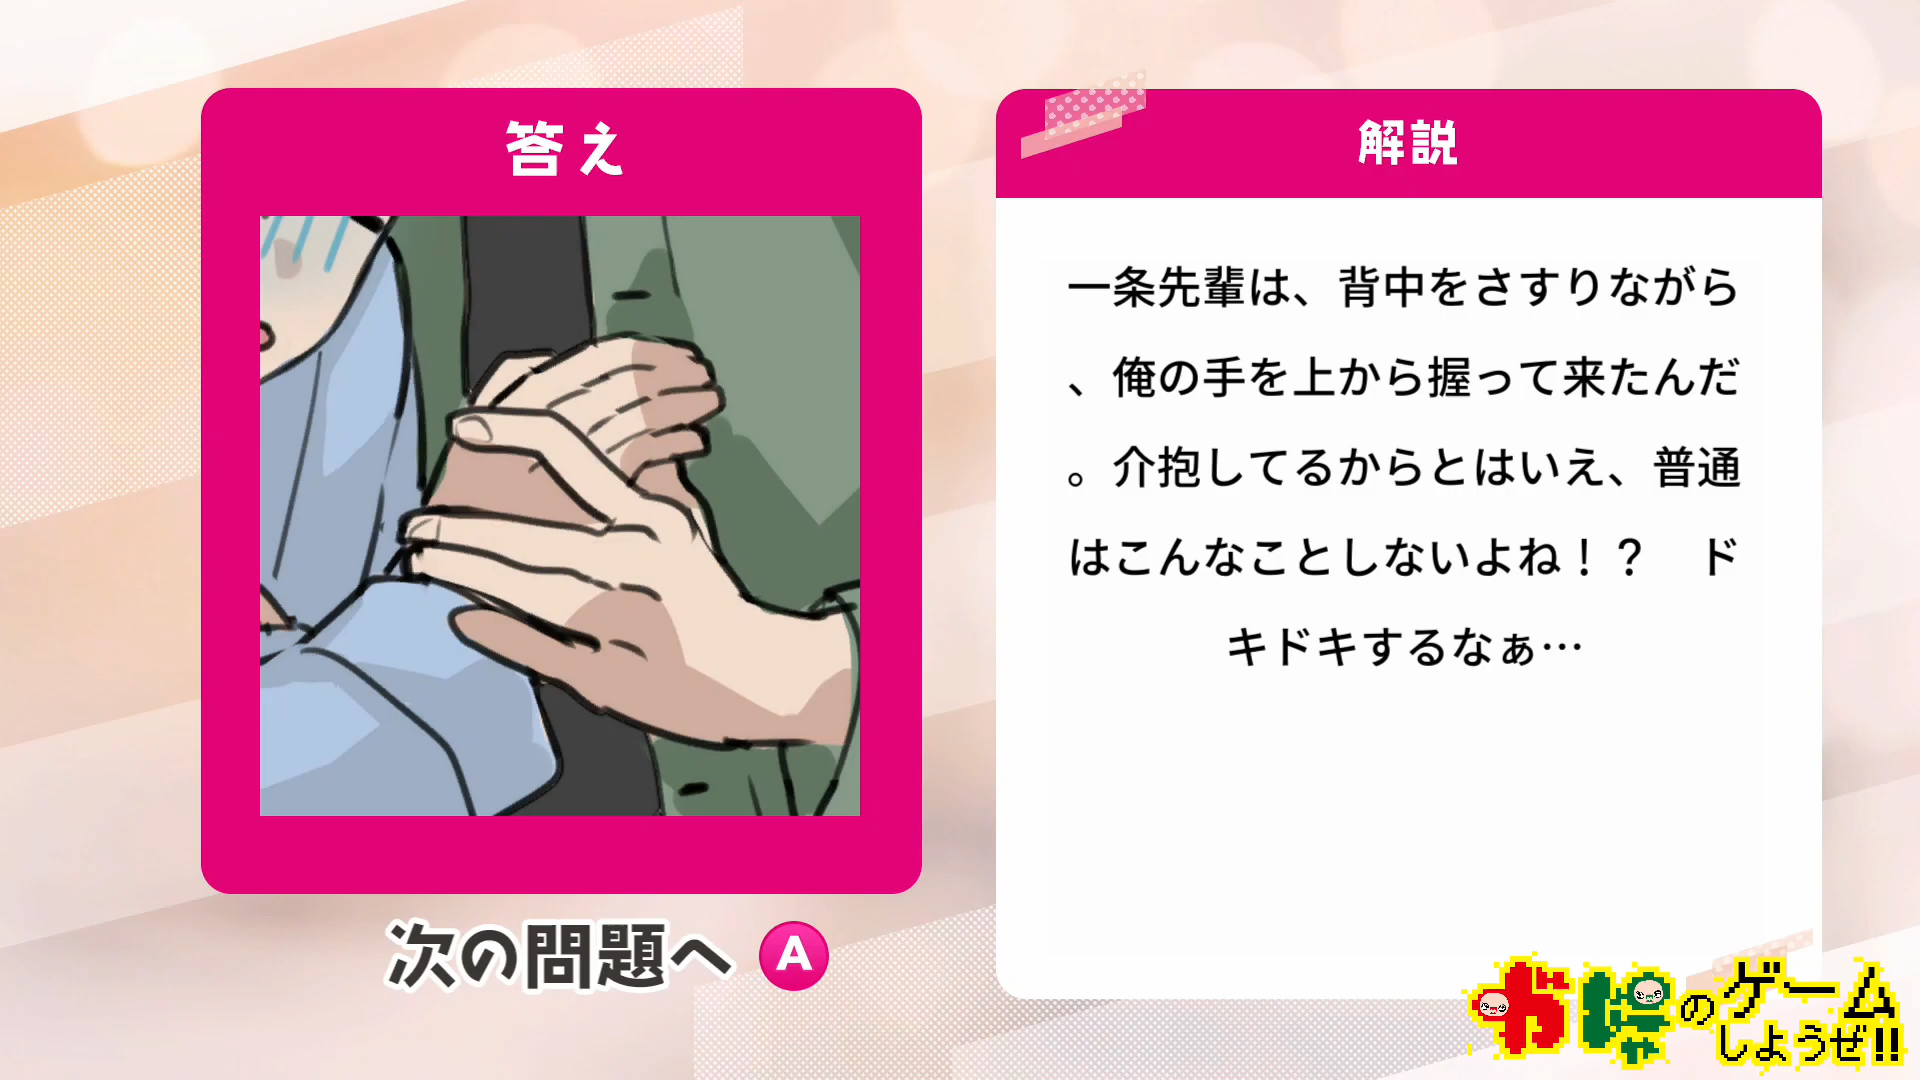 答え
解説
一条先輩は、背中をさすりながら
、俺の手を上から握って来たんだ
。介抱してるからとはいえ、普通
はこんなことしないよね！？　ド
キドキするなぁ…
次の問題へ A
かにゃのゲームしようぜ!!